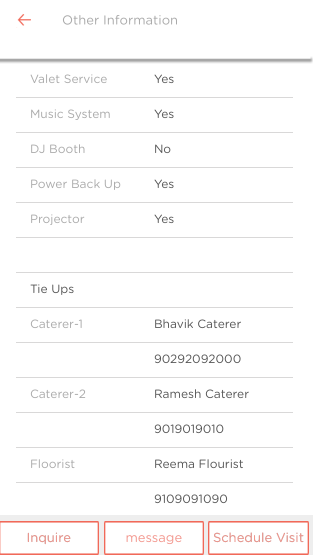 Other Information
Valet Service Yes
Music System Yes
DJ Booth No
Power Back Up Yes
Projector Yes
Tie Ups
Caterer-1 Bhavik Caterer
90292092000
Caterer-2 Ramesh Caterer
9019019010
Floorist Reema Flourist
9109091090
Inquire message Schedule Visit